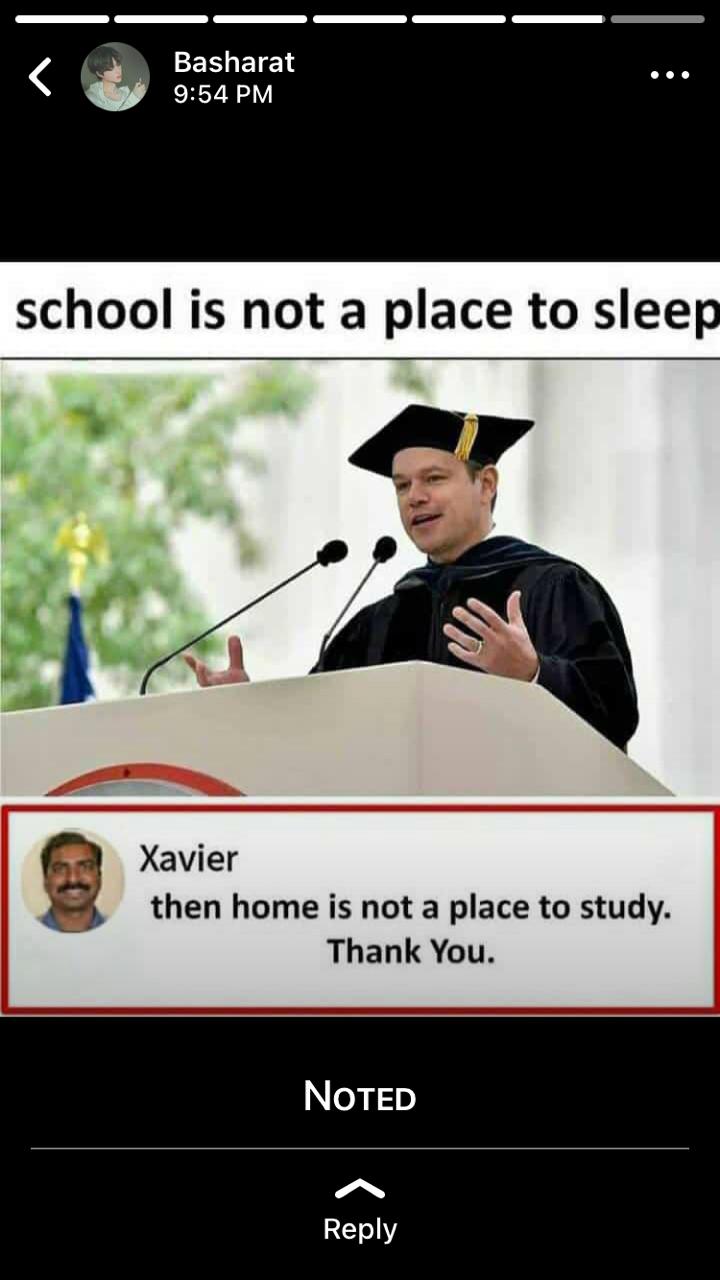 Basharat
9:54 PM
school is not a place to sleep
Xavier
then home is not a place to study.
Thank You.
NOTED
Reply